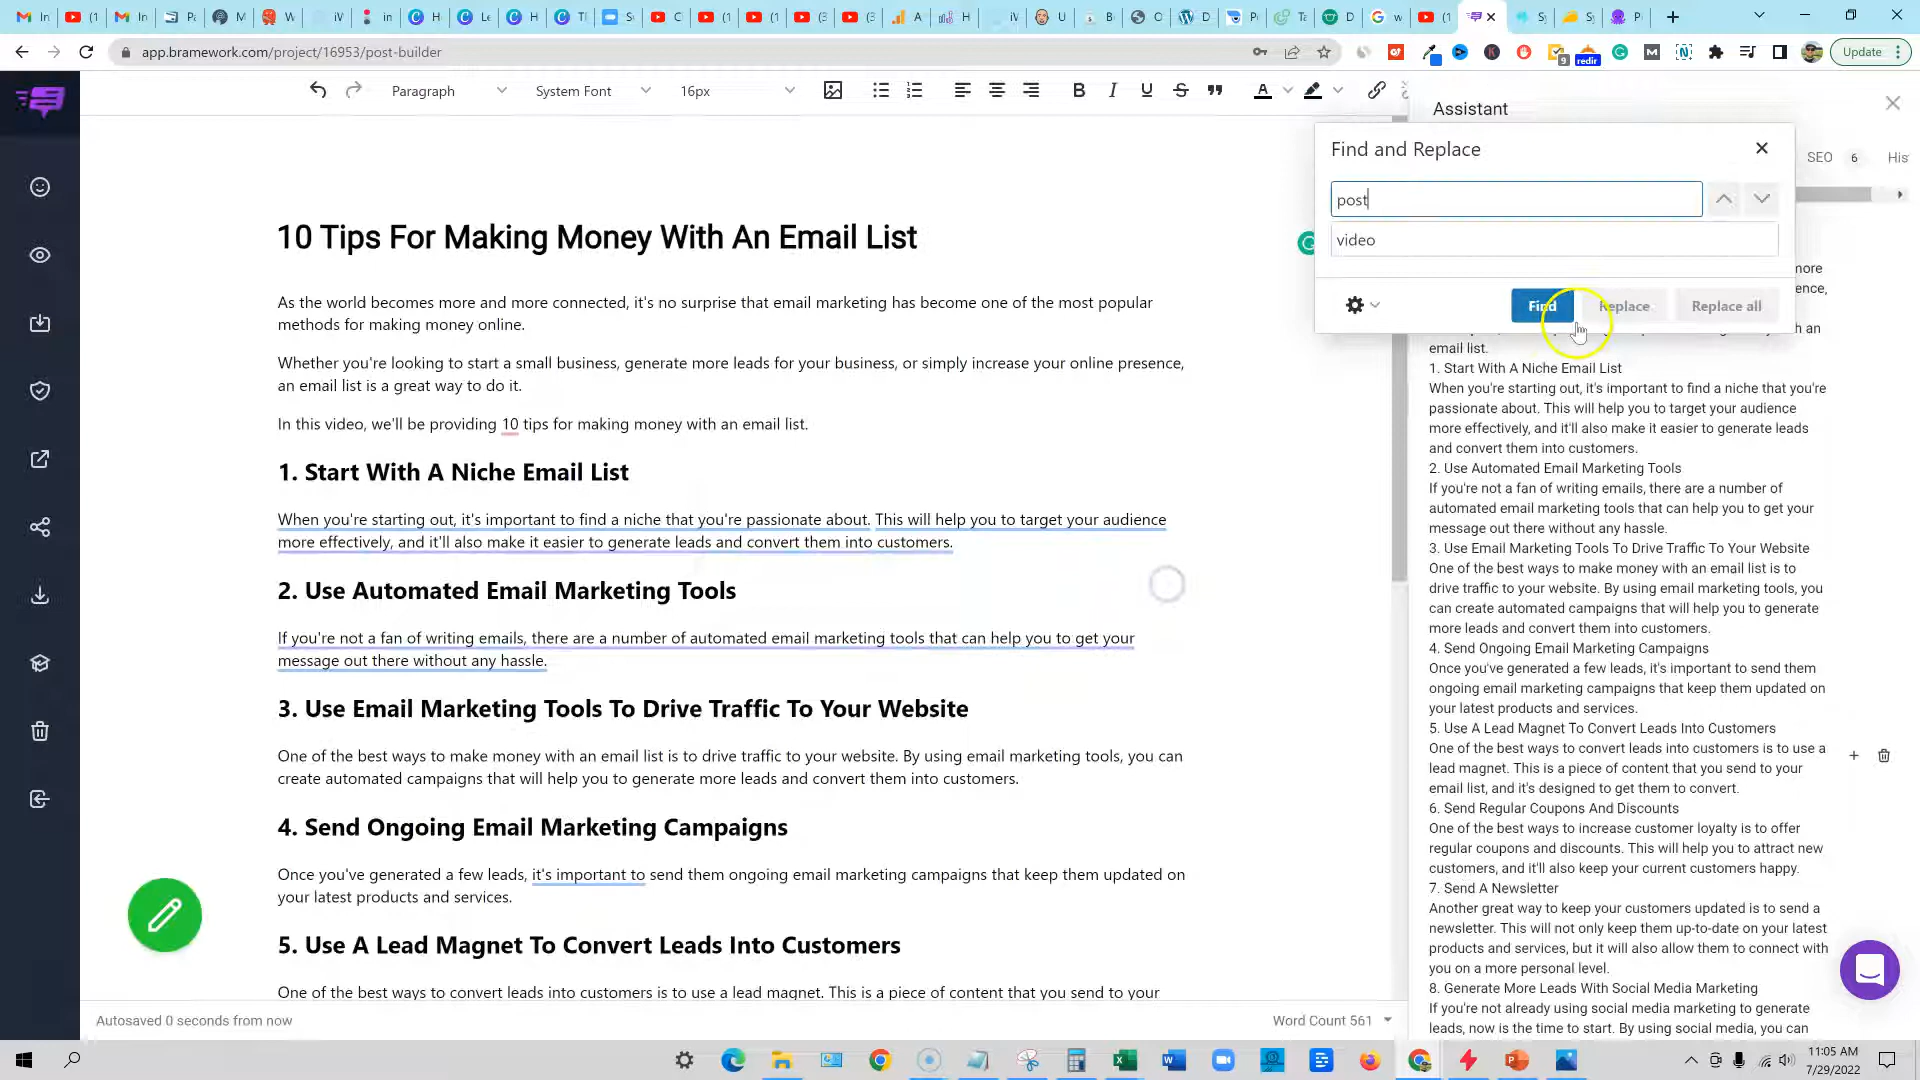 app.bramework.com/project/16953/post-builder
Update
9
redir
Paragraph
System Font
16px
Assistant
SEO 6 His
Find and Replace
post
video
Find
Replace
Replace all
10 Tips For Making Money With An Email List
As the world becomes more and more connected, it's no surprise that email marketing has become one of the most popular
methods for making money online.
Whether you're looking to start a small business, generate more leads for your business, or simply increase your online presence,
an email list is a great way to do it.
In this video, we'll be providing 10 tips for making money with an email list.
1. Start With A Niche Email List
When you're starting out, it's important to find a niche that you're passionate about. This will help you to target your audience
more effectively, and it'll also make it easier to generate leads and convert them into customers.
2. Use Automated Email Marketing Tools
If you're not a fan of writing emails, there are a number of automated email marketing tools that can help you to get your
message out there without any hassle.
3. Use Email Marketing Tools To Drive Traffic To Your Website
One of the best ways to make money with an email list is to drive traffic to your website. By using email marketing tools, you can
create automated campaigns that will help you to generate more leads and convert them into customers.
4. Send Ongoing Email Marketing Campaigns
Once you've generated a few leads, it's important to send them ongoing email marketing campaigns that keep them updated on
your latest products and services.
5. Use A Lead Magnet To Convert Leads Into Customers
One of the best ways to convert leads into customers is to use a lead magnet. This is a piece of content that you send to your
Autosaved 0 seconds from now
Word Count 561
more
ence,
th an
email list.
1. Start With A Niche Email List
When you're starting out, it's important to find a niche that you're
passionate about. This will help you to target your audience
more effectively, and it'll also make it easier to generate leads
and convert them into customers.
2. Use Automated Email Marketing Tools
If you're not a fan of writing emails, there are a number of
automated email marketing tools that can help you to get your
message out there without any hassle.
3. Use Email Marketing Tools To Drive Traffic To Your Website
One of the best ways to make money with an email list is to
drive traffic to your website. By using email marketing tools, you
can create automated campaigns that will help you to generate
more leads and convert them into customers.
4. Send Ongoing Email Marketing Campaigns
Once you've generated a few leads, it's important to send them
ongoing email marketing campaigns that keep them updated on
your latest products and services.
5. Use A Lead Magnet To Convert Leads Into Customers
One of the best ways to convert leads into customers is to use a
lead magnet. This is a piece of content that you send to your
email list, and it's designed to get them to convert.
6. Send Regular Coupons And Discounts
One of the best ways to increase customer loyalty is to offer
regular coupons and discounts. This will help you to attract new
customers, and it'll also keep your current customers happy.
7. Send A Newsletter
Another great way to keep your customers updated is to send a
newsletter. This will not only keep them up-to-date on your latest
products and services, but it will also allow them to connect with
you on a more personal level.
8. Generate More Leads With Social Media Marketing
If you're not already using social media marketing to generate
leads, now is the time to start. By using social media, you can
11:05 AM
7/29/2022